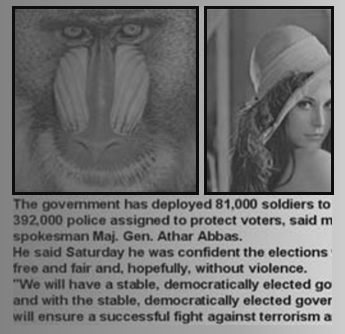 The government has deployed 81,000 soldiers to
392,000 police assigned to protect voters, said m
spokesman Maj. Gen. Athar Abbas.
He said Saturday he was confident the elections
free and fair and, hopefully, without violence.
"We will have a stable, democratically elected go
and with the stable, democratically elected gover
will ensure a successful fight against terrorism a